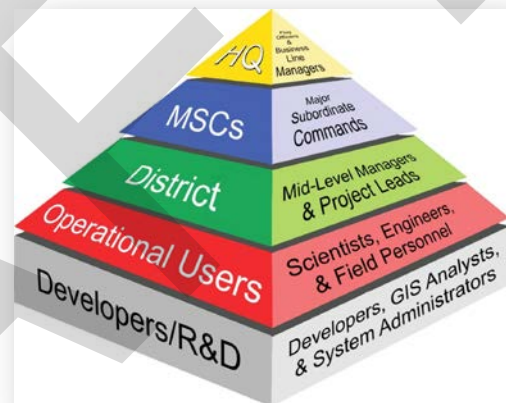 HQ
Flag
Officers
&
Business
Line
Managers
MSCs
Major
Subordinate
Commands
District
Mid-Level Managers
& Project Leads
Operational Users
Scientists, Engineers,
& Field Personnel
Developers/R&D
Developers, GIS Analysts,
& System Administrators